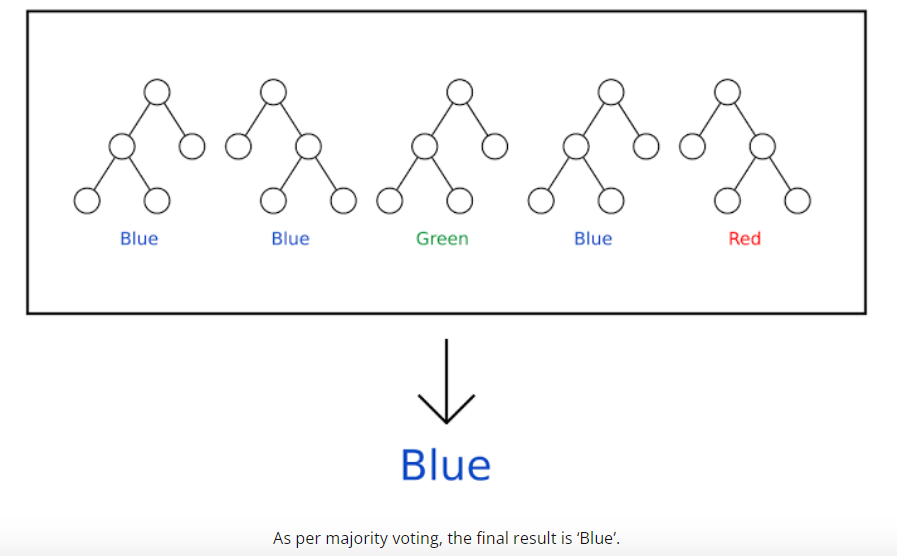 Blue Blue Green Blue Red
Blue
As per majority voting, the final result is ‘Blue’.